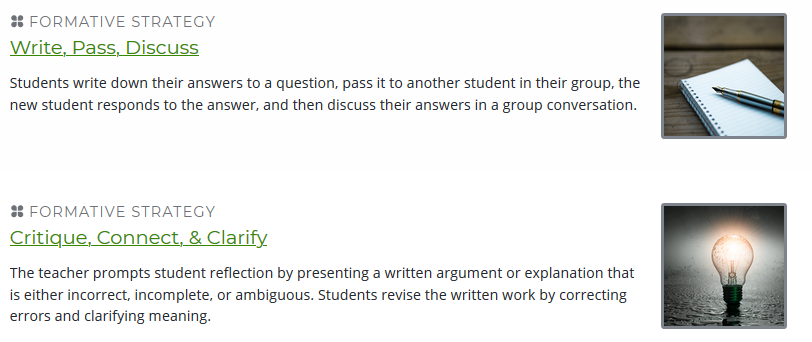 FORMATIVE STRATEGY
Write, Pass, Discuss
Students write down their answers to a question, pass it to another student in their group, the
new student responds to the answer, and then discuss their answers in a group conversation.
FORMATIVE STRATEGY
Critique, Connect, & Clarify
The teacher prompts student reflection by presenting a written argument or explanation that
is either incorrect, incomplete, or ambiguous. Students revise the written work by correcting
errors and clarifying meaning.